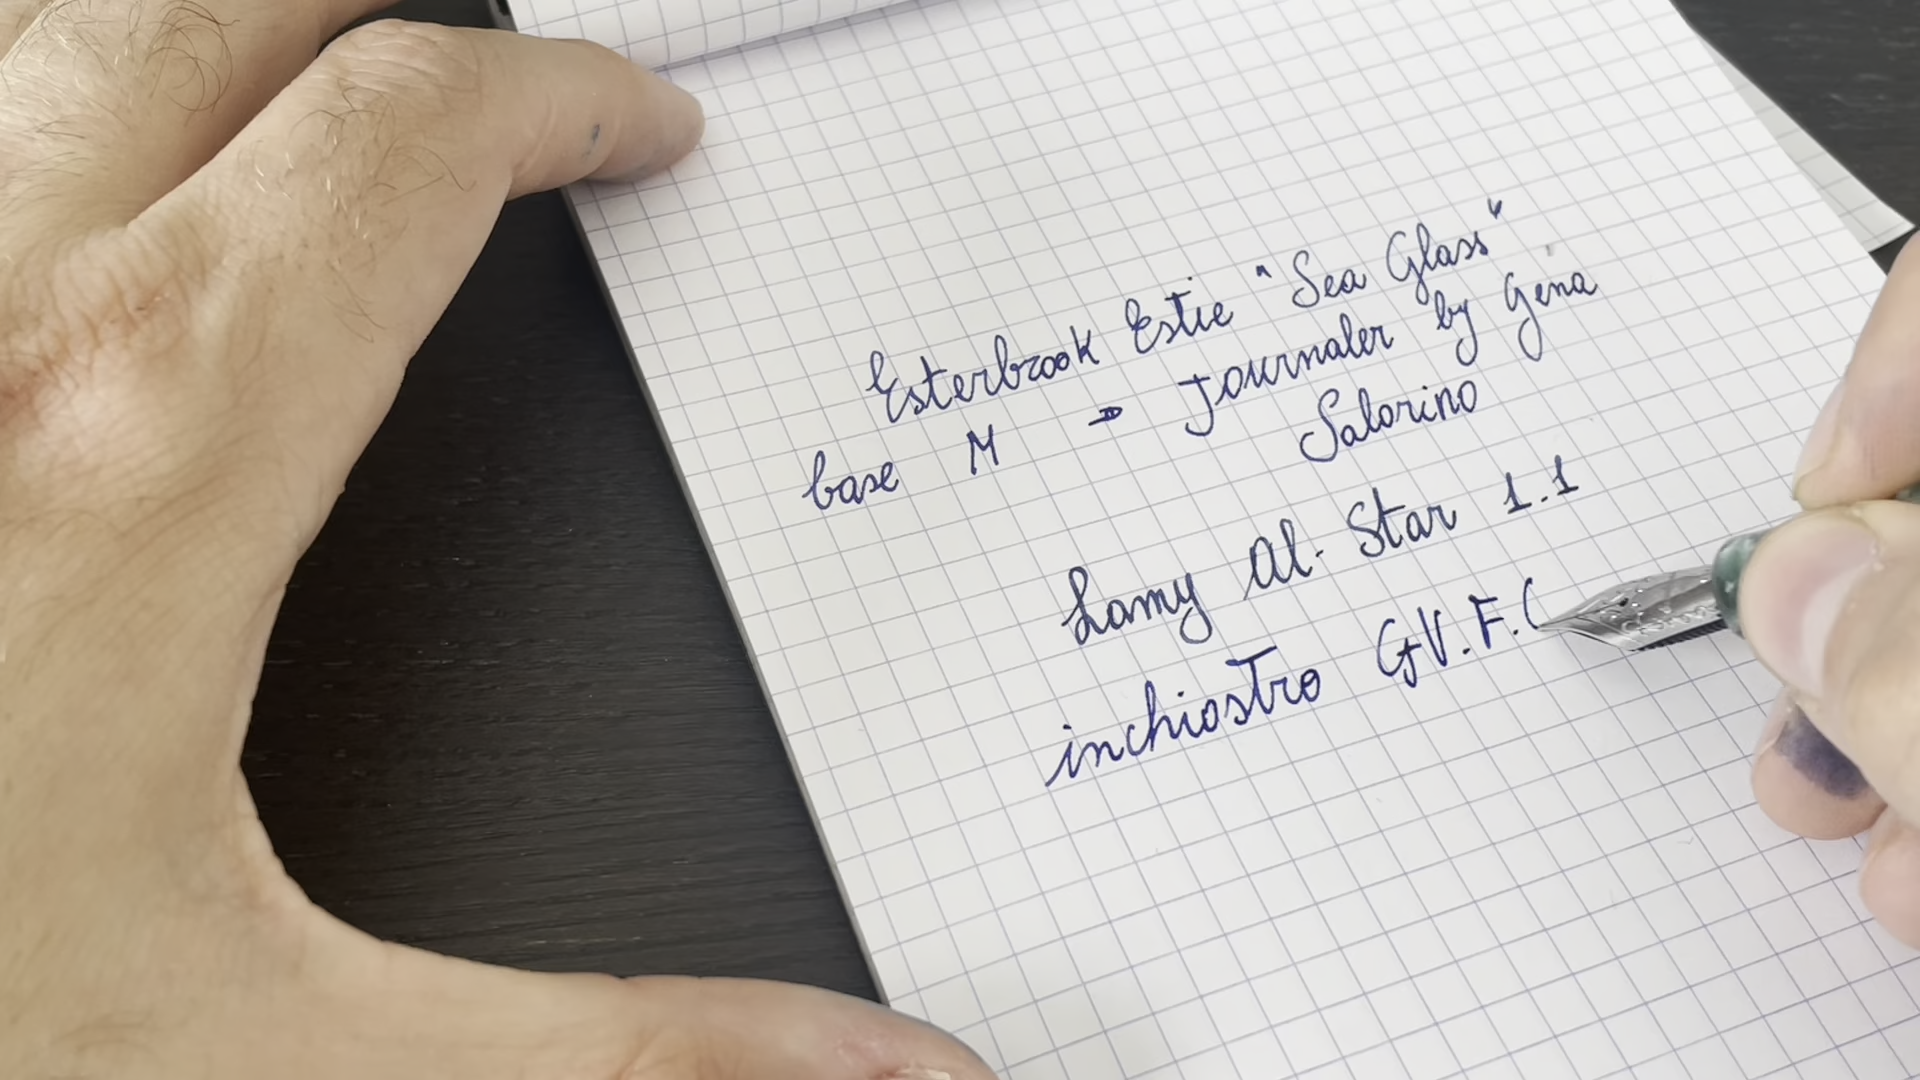 Esterbrook Estie "Sea Glass"
base M → Journaler by Gena
Salorino
Lamy Al-Star 1.1
inchiostro GV.F.C